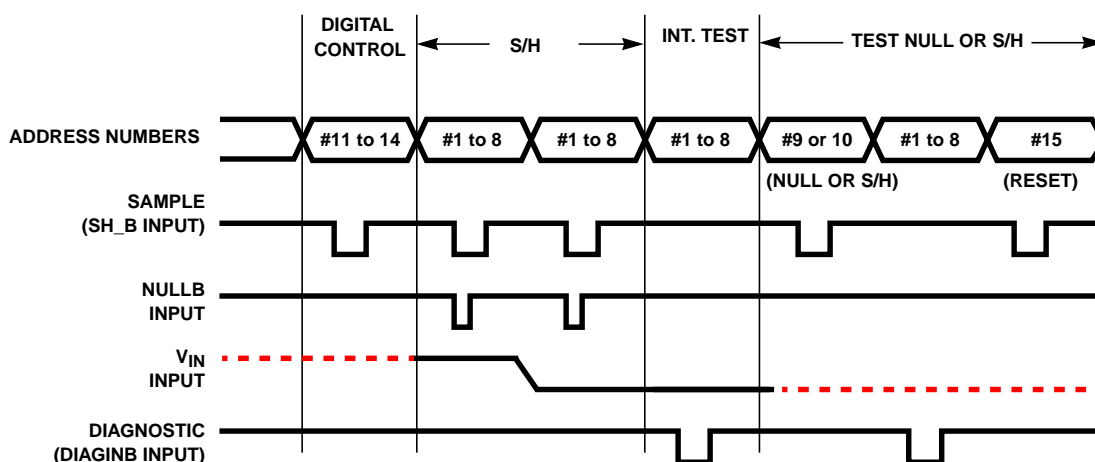 DIGITAL
CONTROL
S/H
INT. TEST
TEST NULL OR S/H
ADDRESS NUMBERS
#11 to 14
#1 to 8
#1 to 8
#1 to 8
#9 or 10
#1 to 8
#15
(NULL OR S/H)
(RESET)
SAMPLE
(SH_B INPUT)
NULLB
INPUT
VIN
INPUT
DIAGNOSTIC
(DIAGINB INPUT)